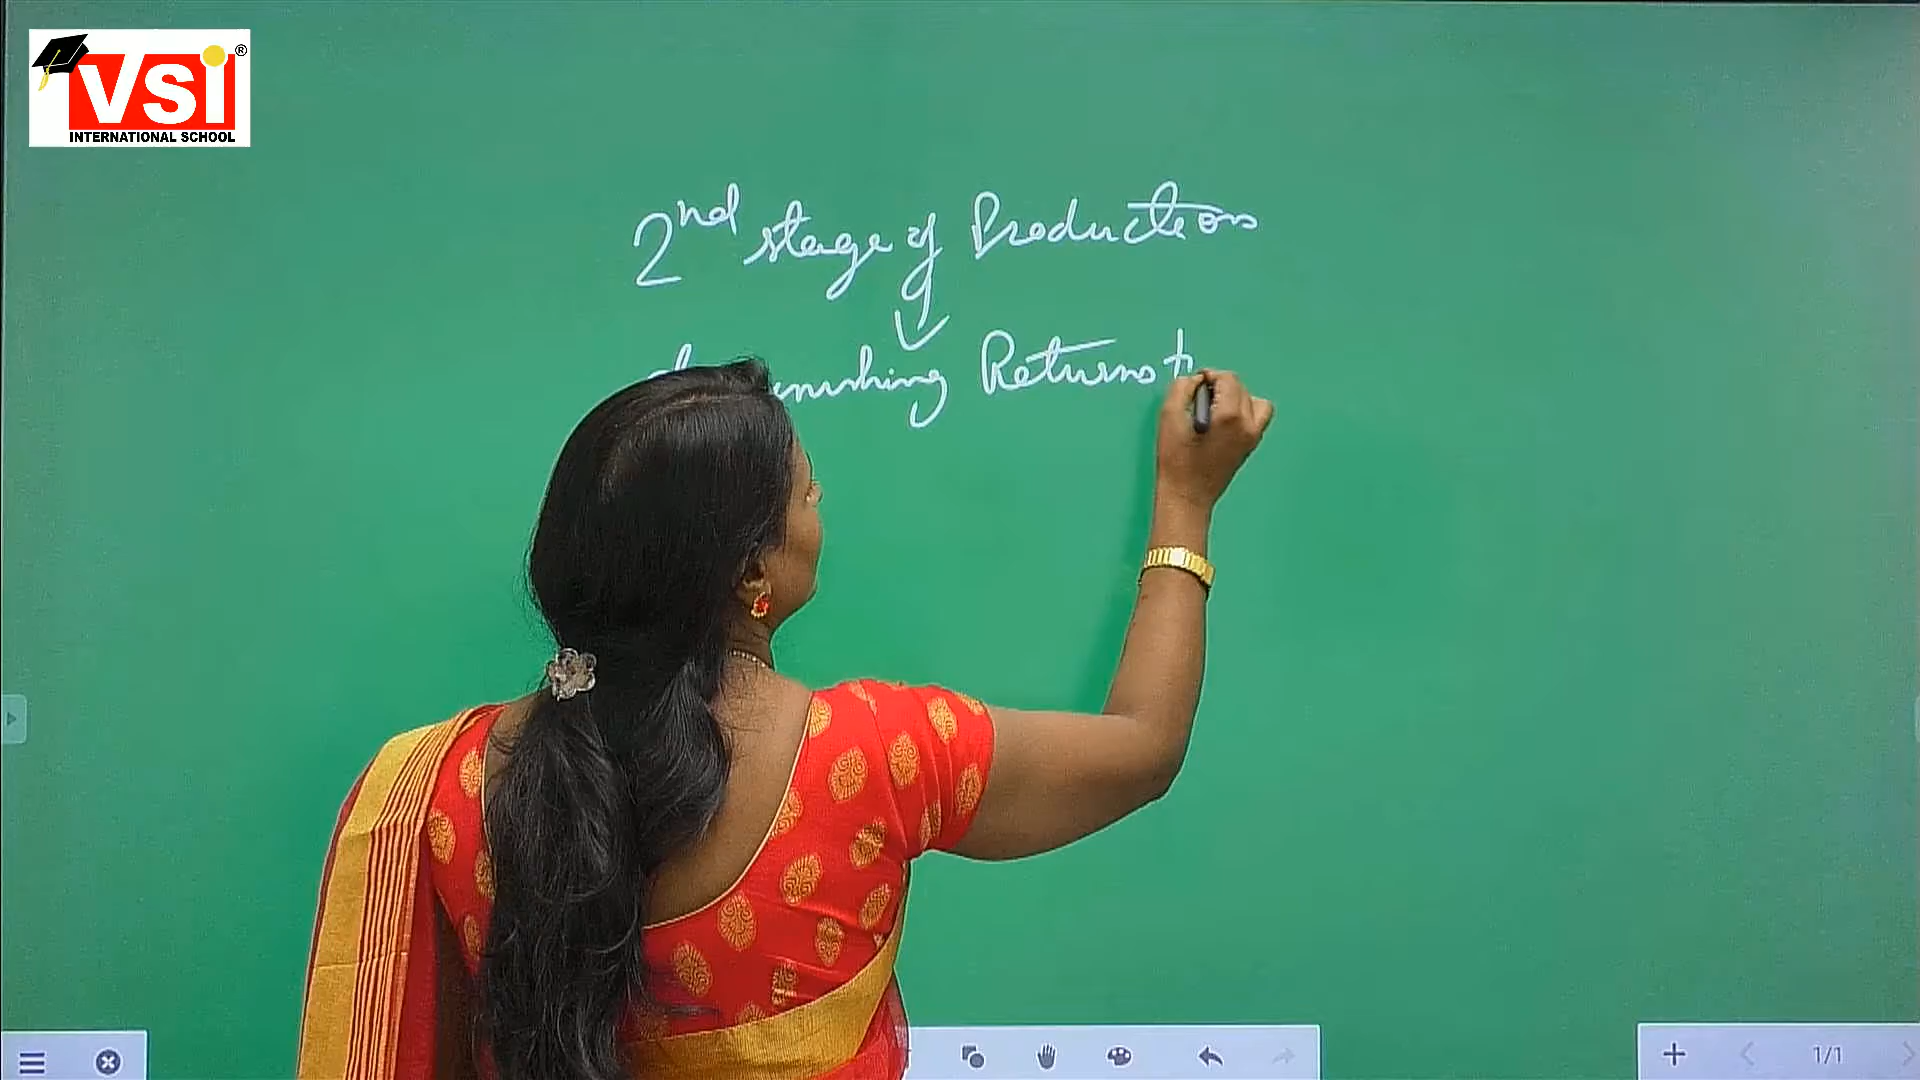 VSI ®
INTERNATIONAL SCHOOL
2nd stage of Production
Returns
1/1